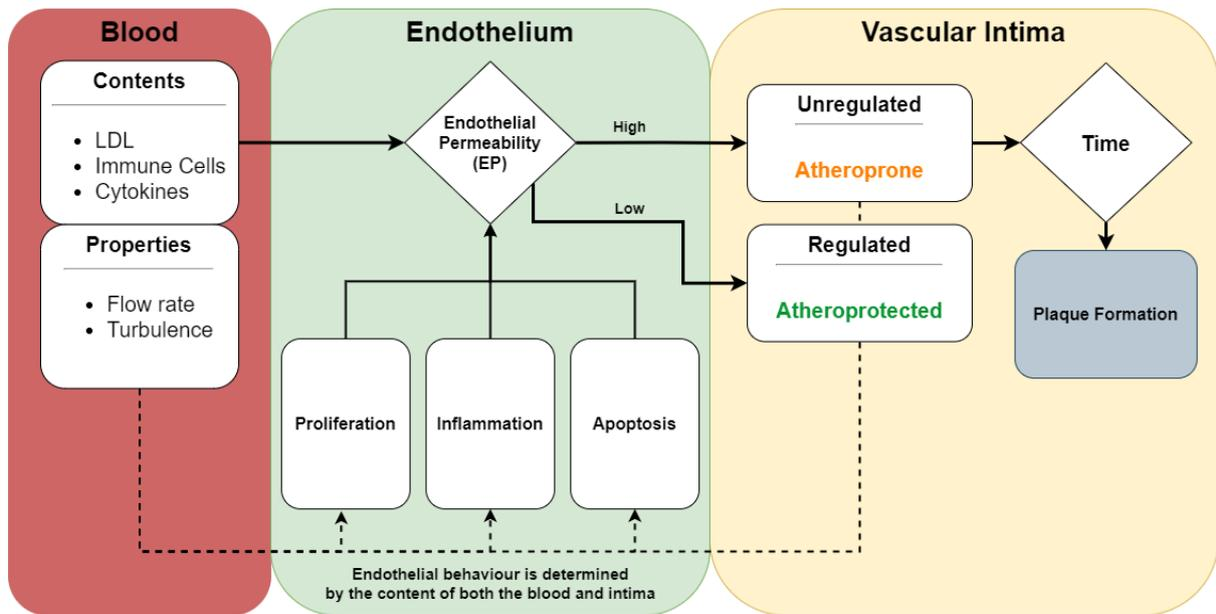 Blood
Contents
LDL
Immune Cells
Cytokines
Properties
Flow rate
Turbulence
Endothelium
Endothelial
Permeability
(EP)
High
Low
Proliferation
Inflammation
Apoptosis
Endothelial behaviour is determined
by the content of both the blood and intima
Vascular Intima
Unregulated
Atheroprone
Regulated
Atheroprotected
Time
Plaque Formation